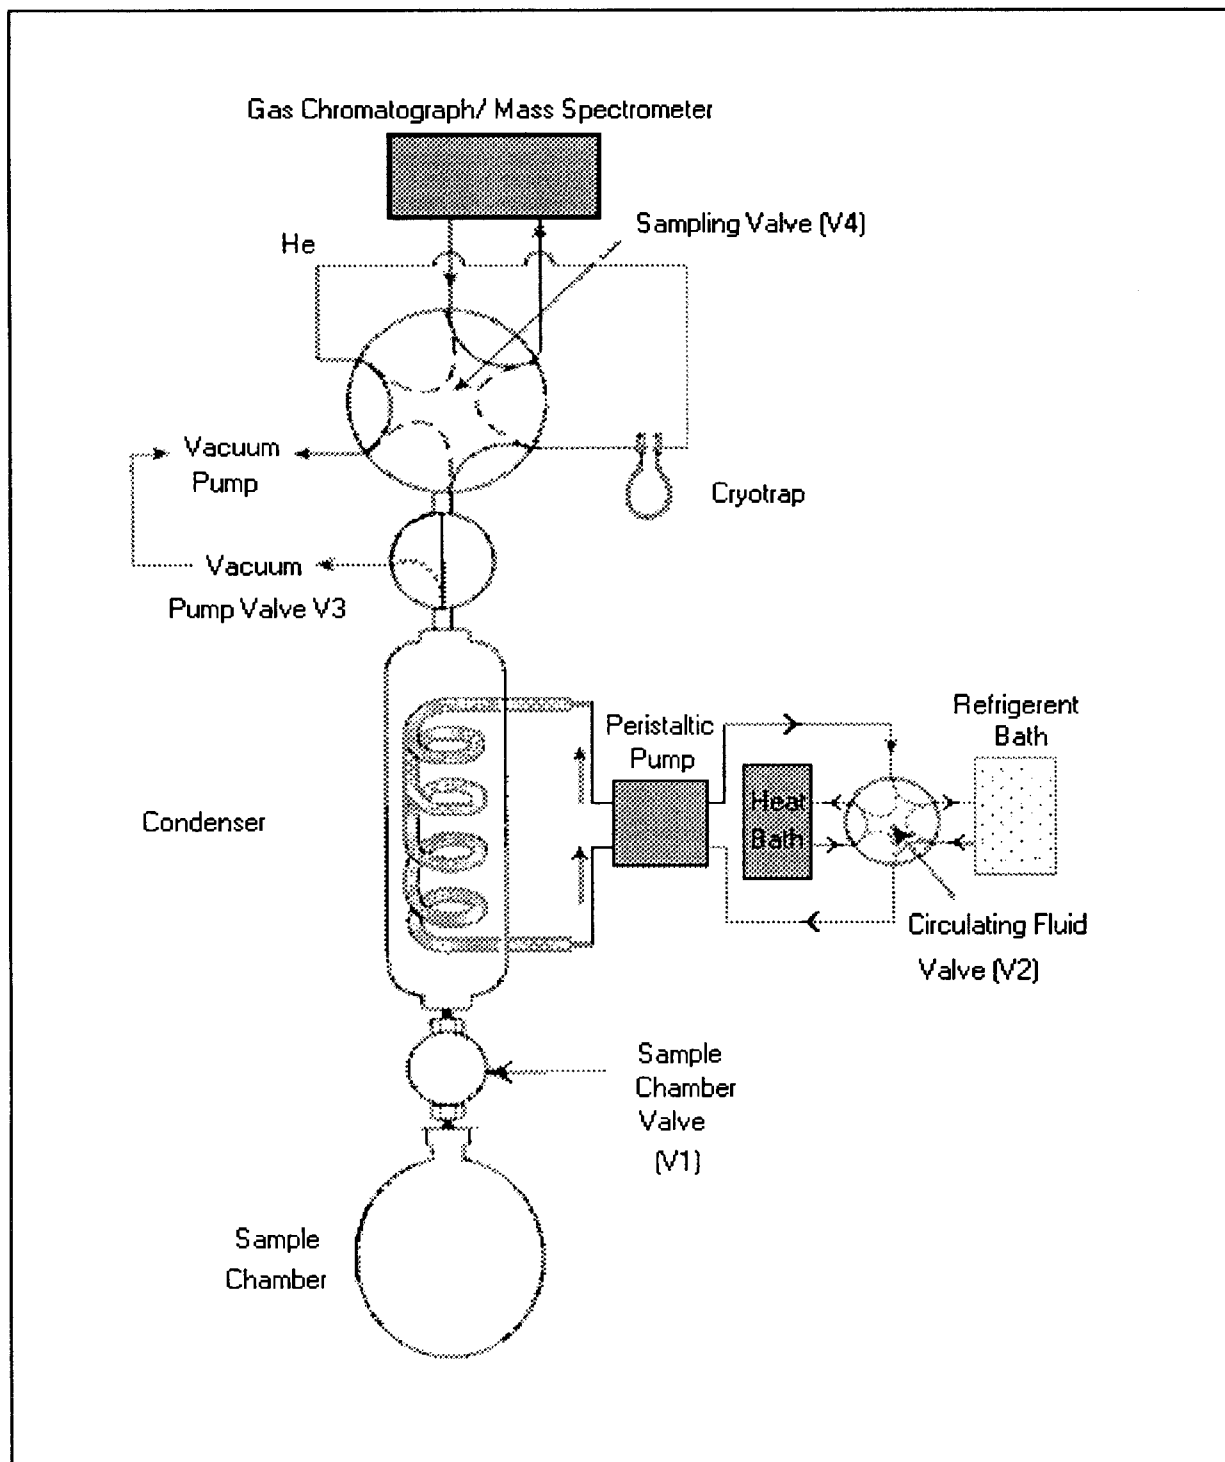 Gas Chromatograph/ Mass Spectrometer
Sampling Valve (V4)
He
Vacuum
Pump
Cryotrap
Vacuum
Pump Valve V3
Refrigerent
Bath
Peristaltic
Pump
Heat
Bath
Condenser
Circulating Fluid
Valve (V2)
Sample
Chamber
Valve
(V1)
Sample
Chamber